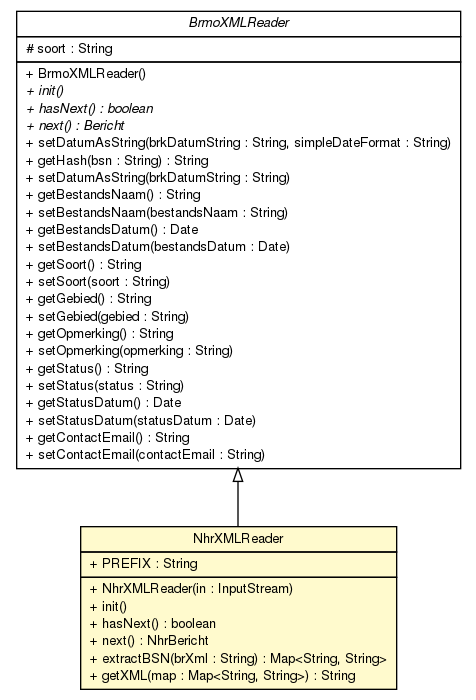 BrmoXMLReader
# soort : String
+ BrmoXMLReader()
+ init()
+ hasNext() : boolean
+ next() : Bericht
+ setDatumAsString(brkDatumString : String, simpleDateFormat : String)
+ getHash(bsn : String) : String
+ setDatumAsString(brkDatumString : String)
+ getBestandsNaam() : String
+ setBestandsNaam(bestandsNaam : String)
+ getBestandsDatum() : Date
+ setBestandsDatum(bestandsDatum : Date)
+ getSoort() : String
+ setSoort(soort : String)
+ getGebied() : String
+ setGebied(gebied : String)
+ getOpmerking() : String
+ setOpmerking(opmerking : String)
+ getStatus() : String
+ setStatus(status : String)
+ getStatusDatum() : Date
+ setStatusDatum(statusDatum : Date)
+ getContactEmail() : String
+ setContactEmail(contactEmail : String)
NhrXMLReader
+ PREFIX : String
+ NhrXMLReader(in : InputStream)
+ init()
+ hasNext() : boolean
+ next() : NhrBericht
+ extractBSN(brXml : String) : Map<String, String>
+ getXML(map : Map<String, String>) : String